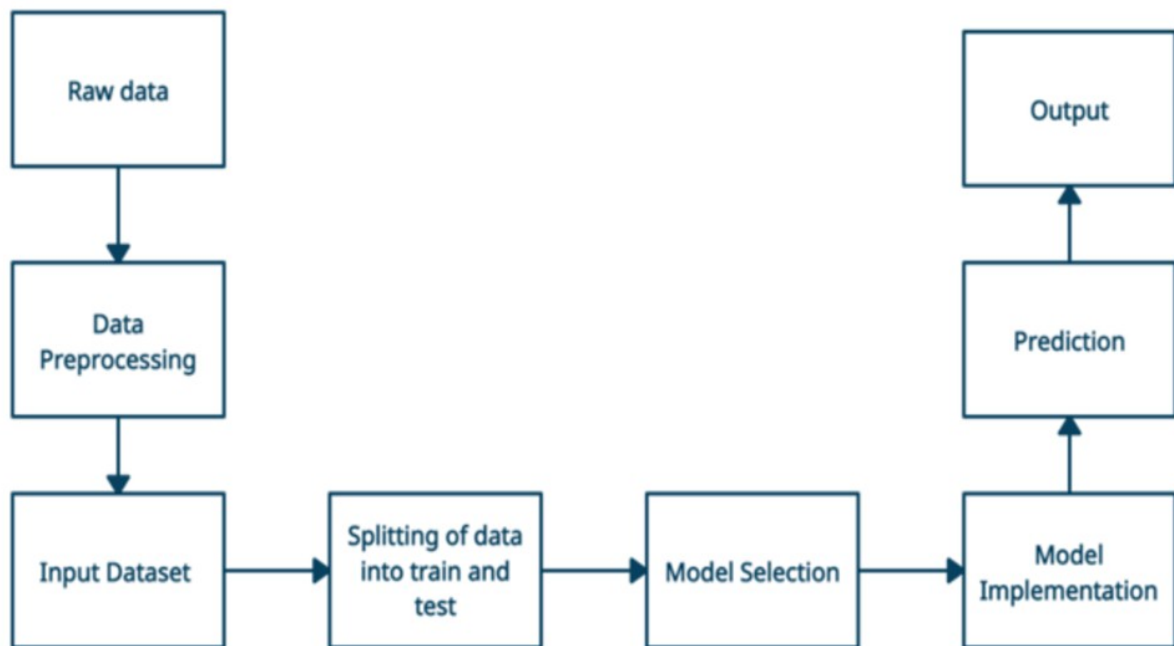 Raw data
Data
Preprocessing
Input Dataset
Splitting of data
into train and
test
Model Selection
Model
Implementation
Prediction
Output